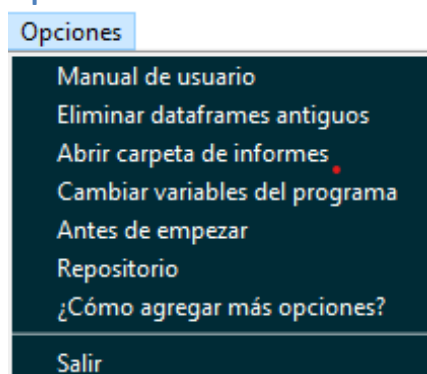 Opciones
Manual de usuario
Eliminar dataframes antiguos
Abrir carpeta de informes
Cambiar variables del programa
Antes de empezar
Repositorio
¿Cómo agregar más opciones?
Salir